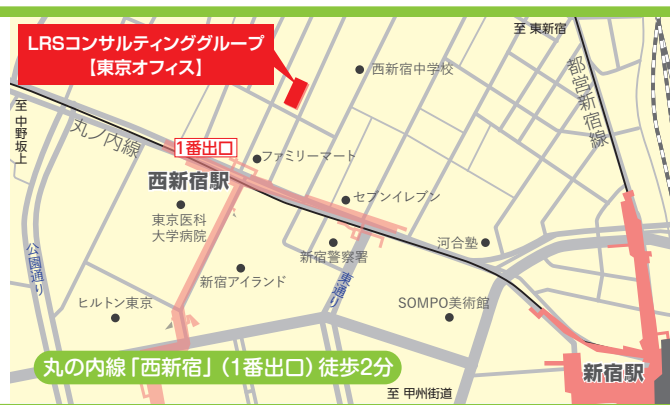 LRSコンサルティンググループ
【東京オフィス】
至 東新宿
西新宿中学校
都営新宿線
至 中野坂上
丸ノ内線
1番出口
ファミリーマート
西新宿駅
セブンイレブン
東京医科
大学病院
河合塾
新宿警察署
公園通り
新宿アイランド
東通り
ヒルトン東京
SOMPO美術館
丸の内線「西新宿」（1番出口）徒歩2分
新宿駅
至 甲州街道